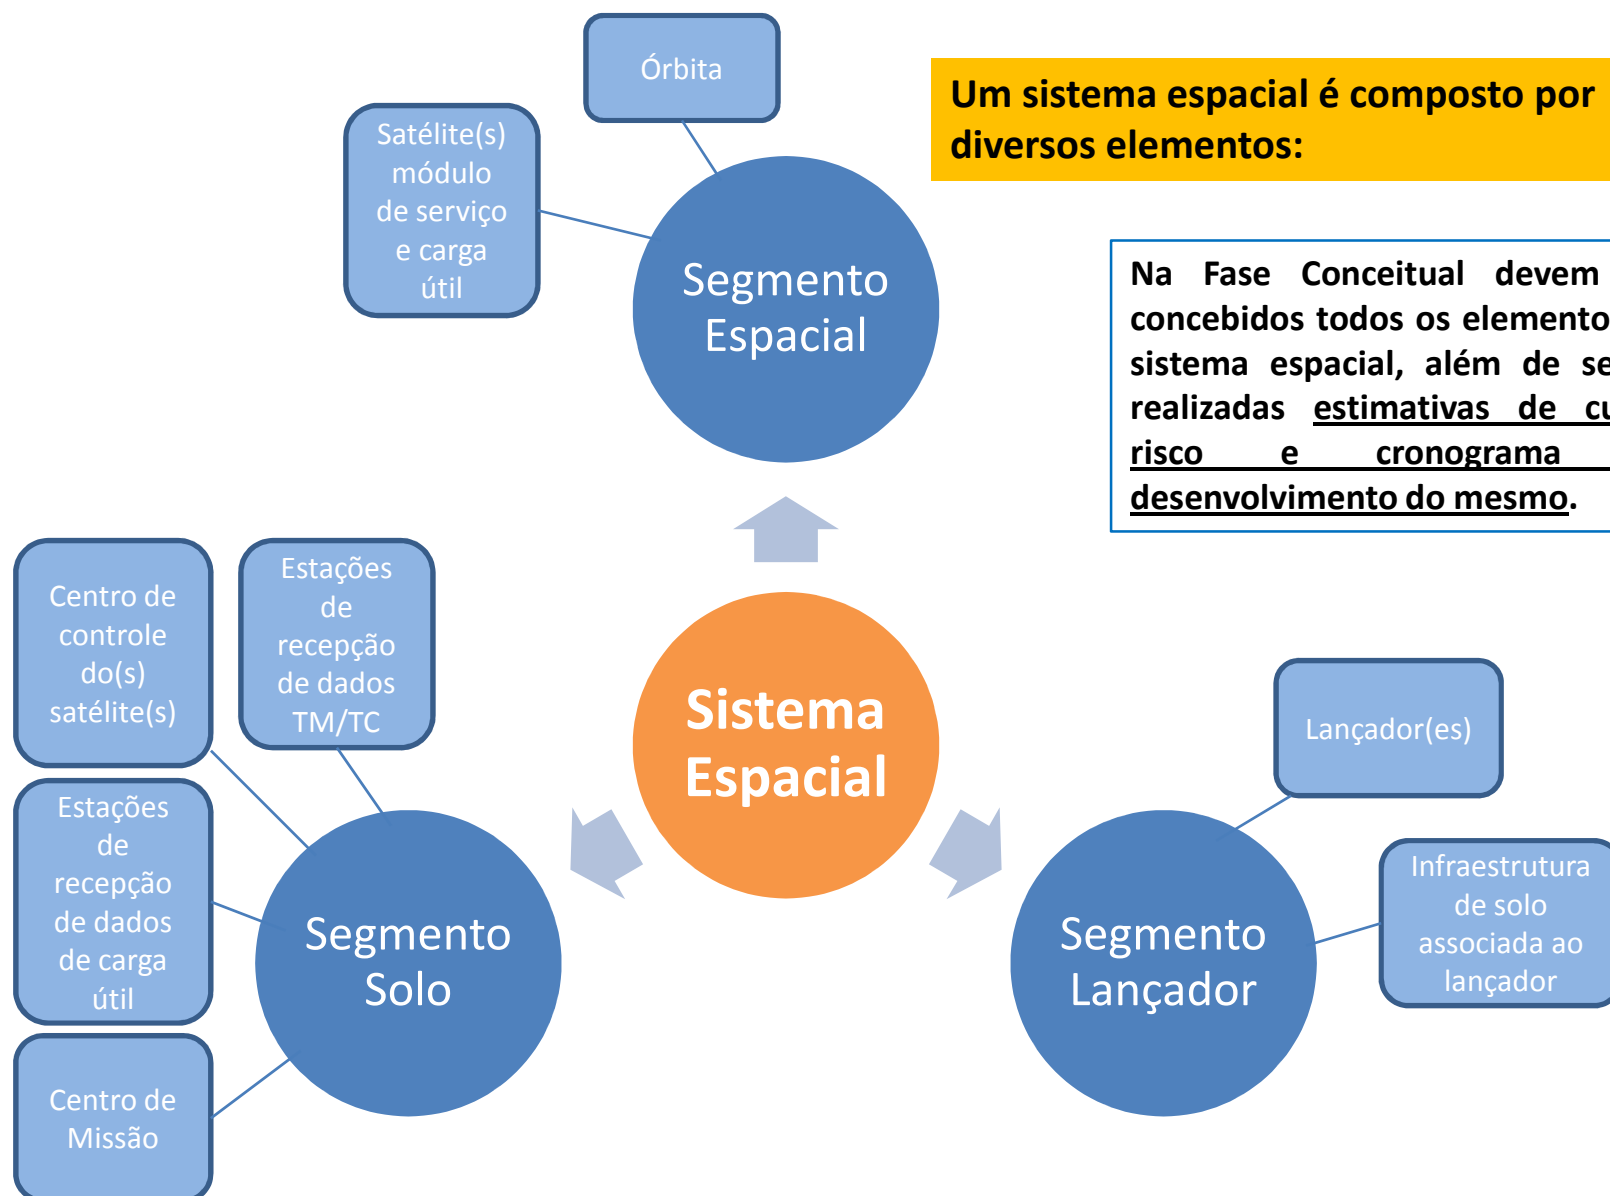 Órbita
Um sistema espacial é composto por
diversos elementos:
Satélite(s)
módulo
de serviço
e carga
útil
Segmento
Espacial
Na Fase Conceitual devem
concebidos todos os
sistema espacial, além de
realizadas estimativas de
risco e cronograma
desenvolvimento do mesmo.
Centro de
controle
do(s)
satélite(s)
Estações
de
recepção
de dados
TM/TC
Sistema
Espacial
Lançador(es)
Estações
de
recepção
de dados
de carga
útil
Segmento
Solo
Segmento
Lançador
Infraestrutura
de solo
associada ao
lançador
Centro de
Missão